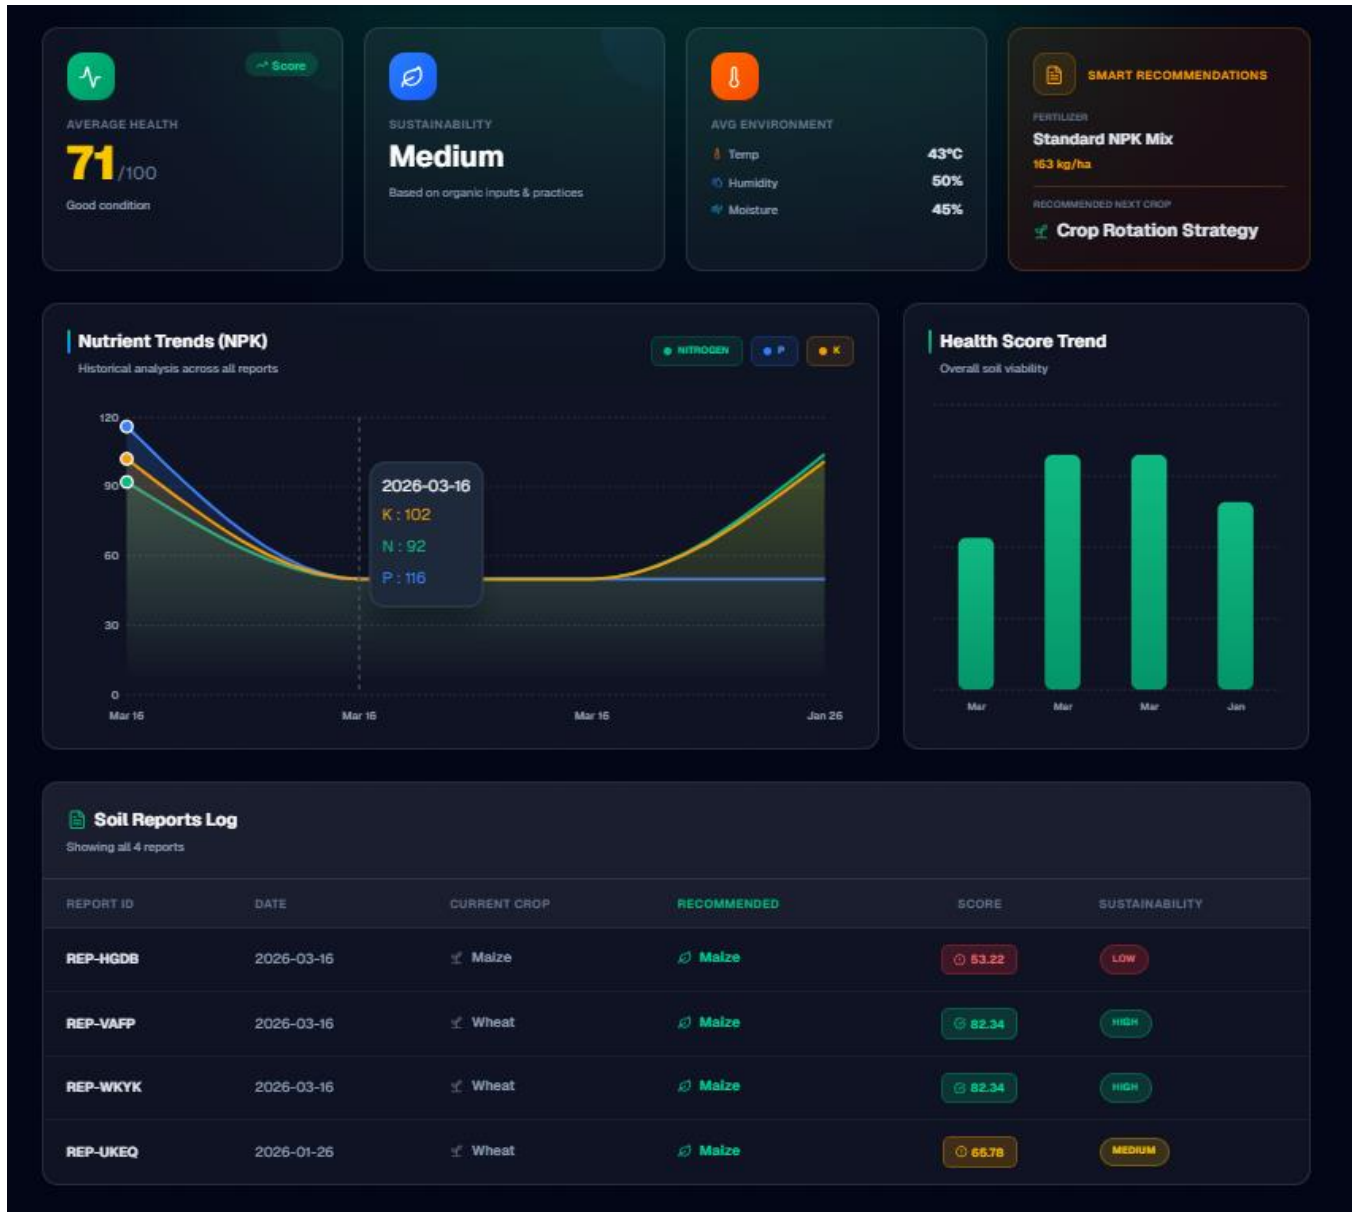 Score
AVERAGE HEALTH
71/100
Good condition
SUSTAINABILITY
Medium
Based on organic inputs & practices
AVG ENVIRONMENT
Temp 43°C
Humidity 50%
Moisture 45%
SMART RECOMMENDATIONS
FERTILIZER
Standard NPK Mix
163 kg/ha
RECOMMENDED NEXT CROP
Crop Rotation Strategy
Nutrient Trends (NPK)
Historical analysis across all reports
NITROGEN P K
120
90
60
30
0
2026-03-16
K : 102
N : 92
P : 116
Mar 16 Mar 16 Mar 16 Jan 26
Health Score Trend
Overall soil viability
Mar Mar Mar Jan
Soil Reports Log
Showing all 4 reports
REPORT ID DATE CURRENT CROP RECOMMENDED SCORE SUSTAINABILITY
REP-HGDB 2026-03-16 Maize Maize 53.22 LOW
REP-VAFP 2026-03-16 Wheat Maize 82.34 HIGH
REP-WKYK 2026-03-16 Wheat Maize 82.34 HIGH
REP-UKEQ 2026-01-26 Wheat Maize 65.78 MEDIUM